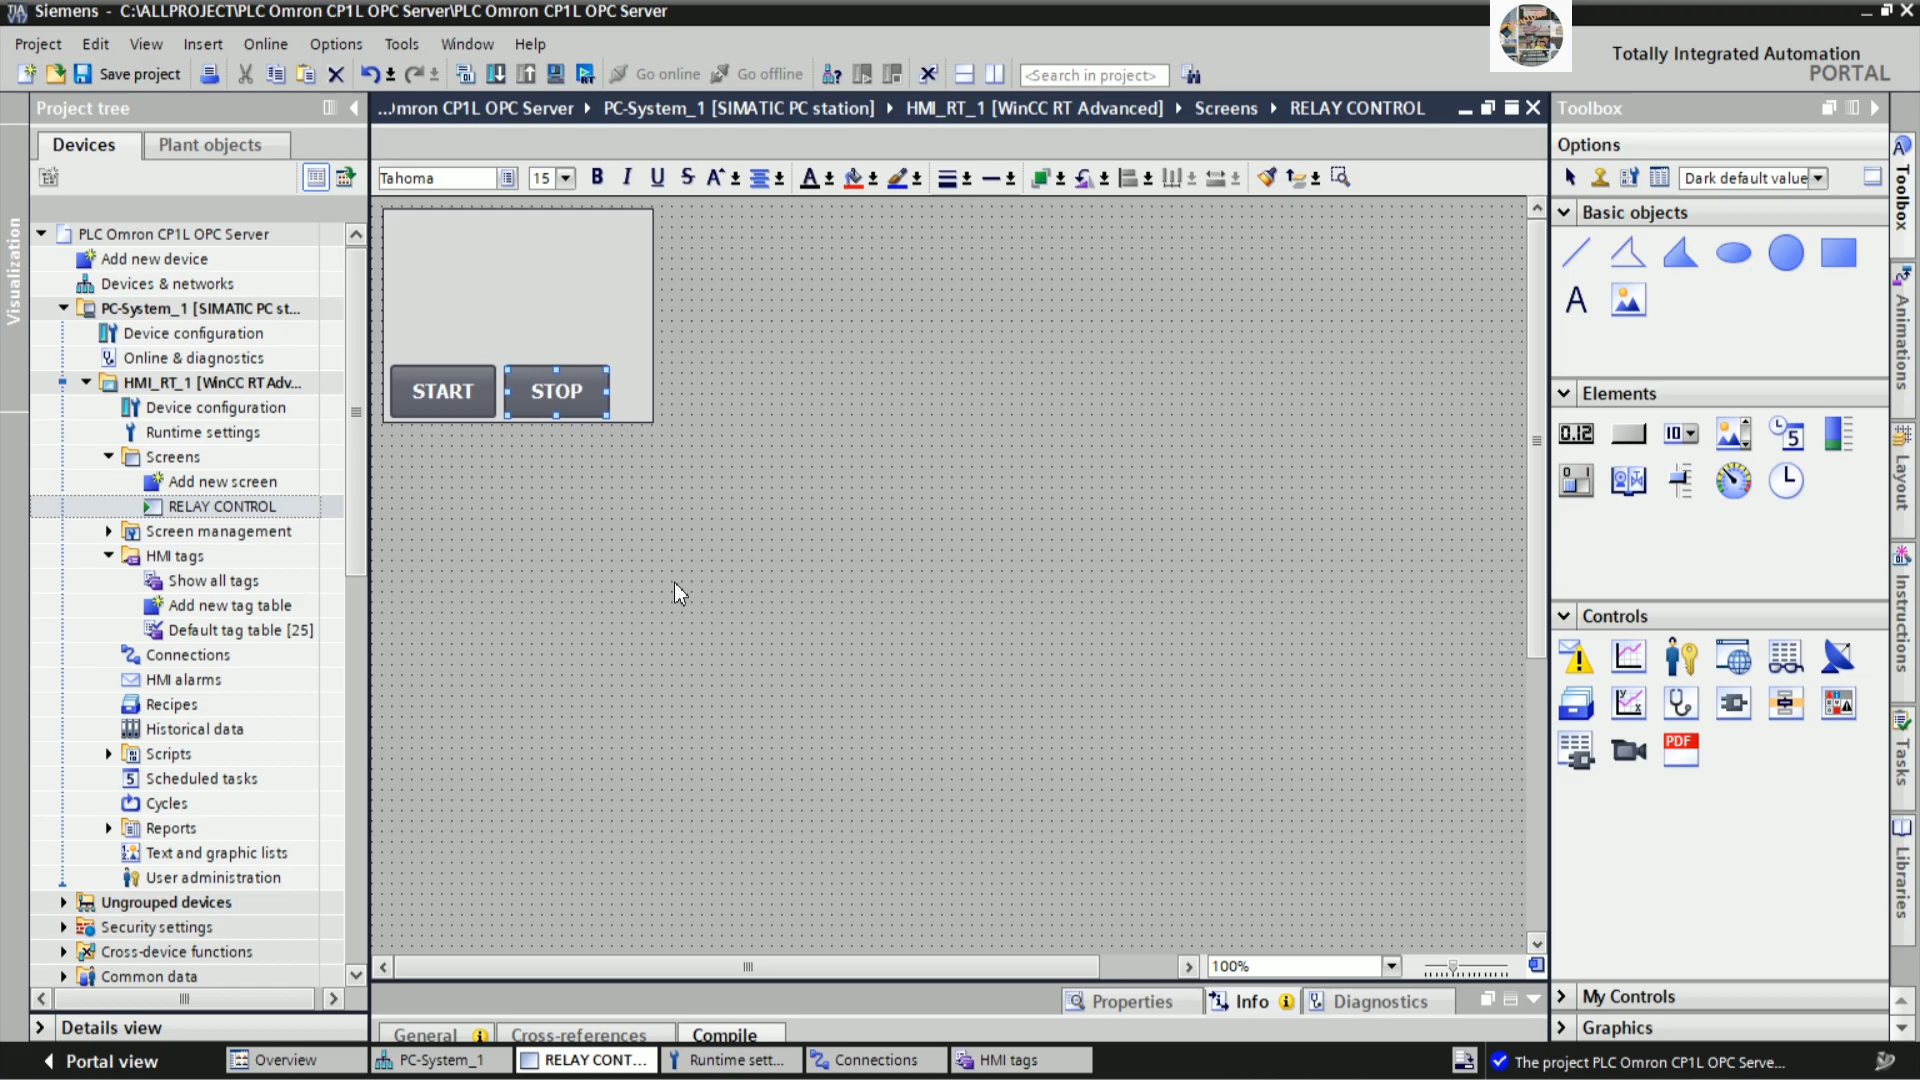 Siemens - C:\ALLPROJECT\PLC Omron CP1L OPC Server\PLC Omron CP1L OPC Server
Project Edit View Insert Online Options Tools Window Help
Totally Integrated Automation
PORTAL
Save project
Go online
Go offline
<Search in project>
Project tree
...Omron CP1L OPC Server PC-System_1 [SIMATIC PC station] HMI_RT_1 [WinCC RT Advanced] Screens RELAY CONTROL
Toolbox
Devices
Plant objects
Options
Tahoma
15
B I U S A A
Dark default value
Visualization
PLC Omron CP1L OPC Server
Add new device
Devices & networks
PC-System_1 [SIMATIC PC st...
Device configuration
Online & diagnostics
HMI_RT_1 [WinCC RT Adv...
Device configuration
Runtime settings
Screens
Add new screen
RELAY CONTROL
Screen management
HMI tags
Show all tags
Add new tag table
Default tag table [25]
Connections
HMI alarms
Recipes
Historical data
Scripts
Scheduled tasks
Cycles
Reports
Text and graphic lists
User administration
Ungrouped devices
Security settings
Cross-device functions
Common data
Details view
START
STOP
100%
Properties
Info
Diagnostics
General
Cross-references
Compile
Basic objects
A
Elements
0.12
10
5
Controls
PDF
My Controls
Graphics
Toolbox
Animations
Layout
Instructions
Tasks
Libraries
Portal view
Overview
PC-System_1
RELAY CONT...
Runtime sett...
Connections
HMI tags
The project PLC Omron CP1L OPC Serve...